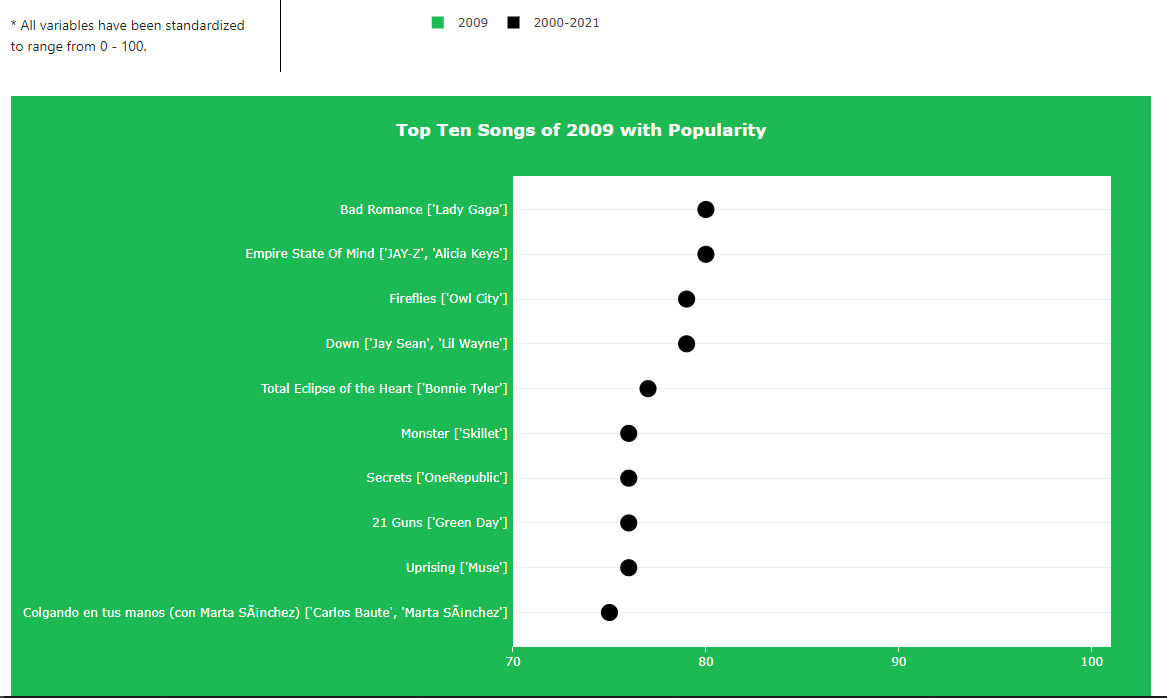 * All variables have been standardized
to range from 0 - 100.
2009 2000-2021
Top Ten Songs of 2009 with Popularity
Bad Romance ['Lady Gaga']
Empire State Of Mind ['JAY-Z', 'Alicia Keys']
Fireflies ['Owl City']
Down ['Jay Sean', 'Lil Wayne']
Total Eclipse of the Heart ['Bonnie Tyler']
Monster ['Skillet']
Secrets ['OneRepublic']
21 Guns ['Green Day']
Uprising ['Muse']
Colgando en tus manos (con Marta SÃ¡nchez) ['Carlos Baute', 'Marta SÃ¡nchez']
70 80 90 100